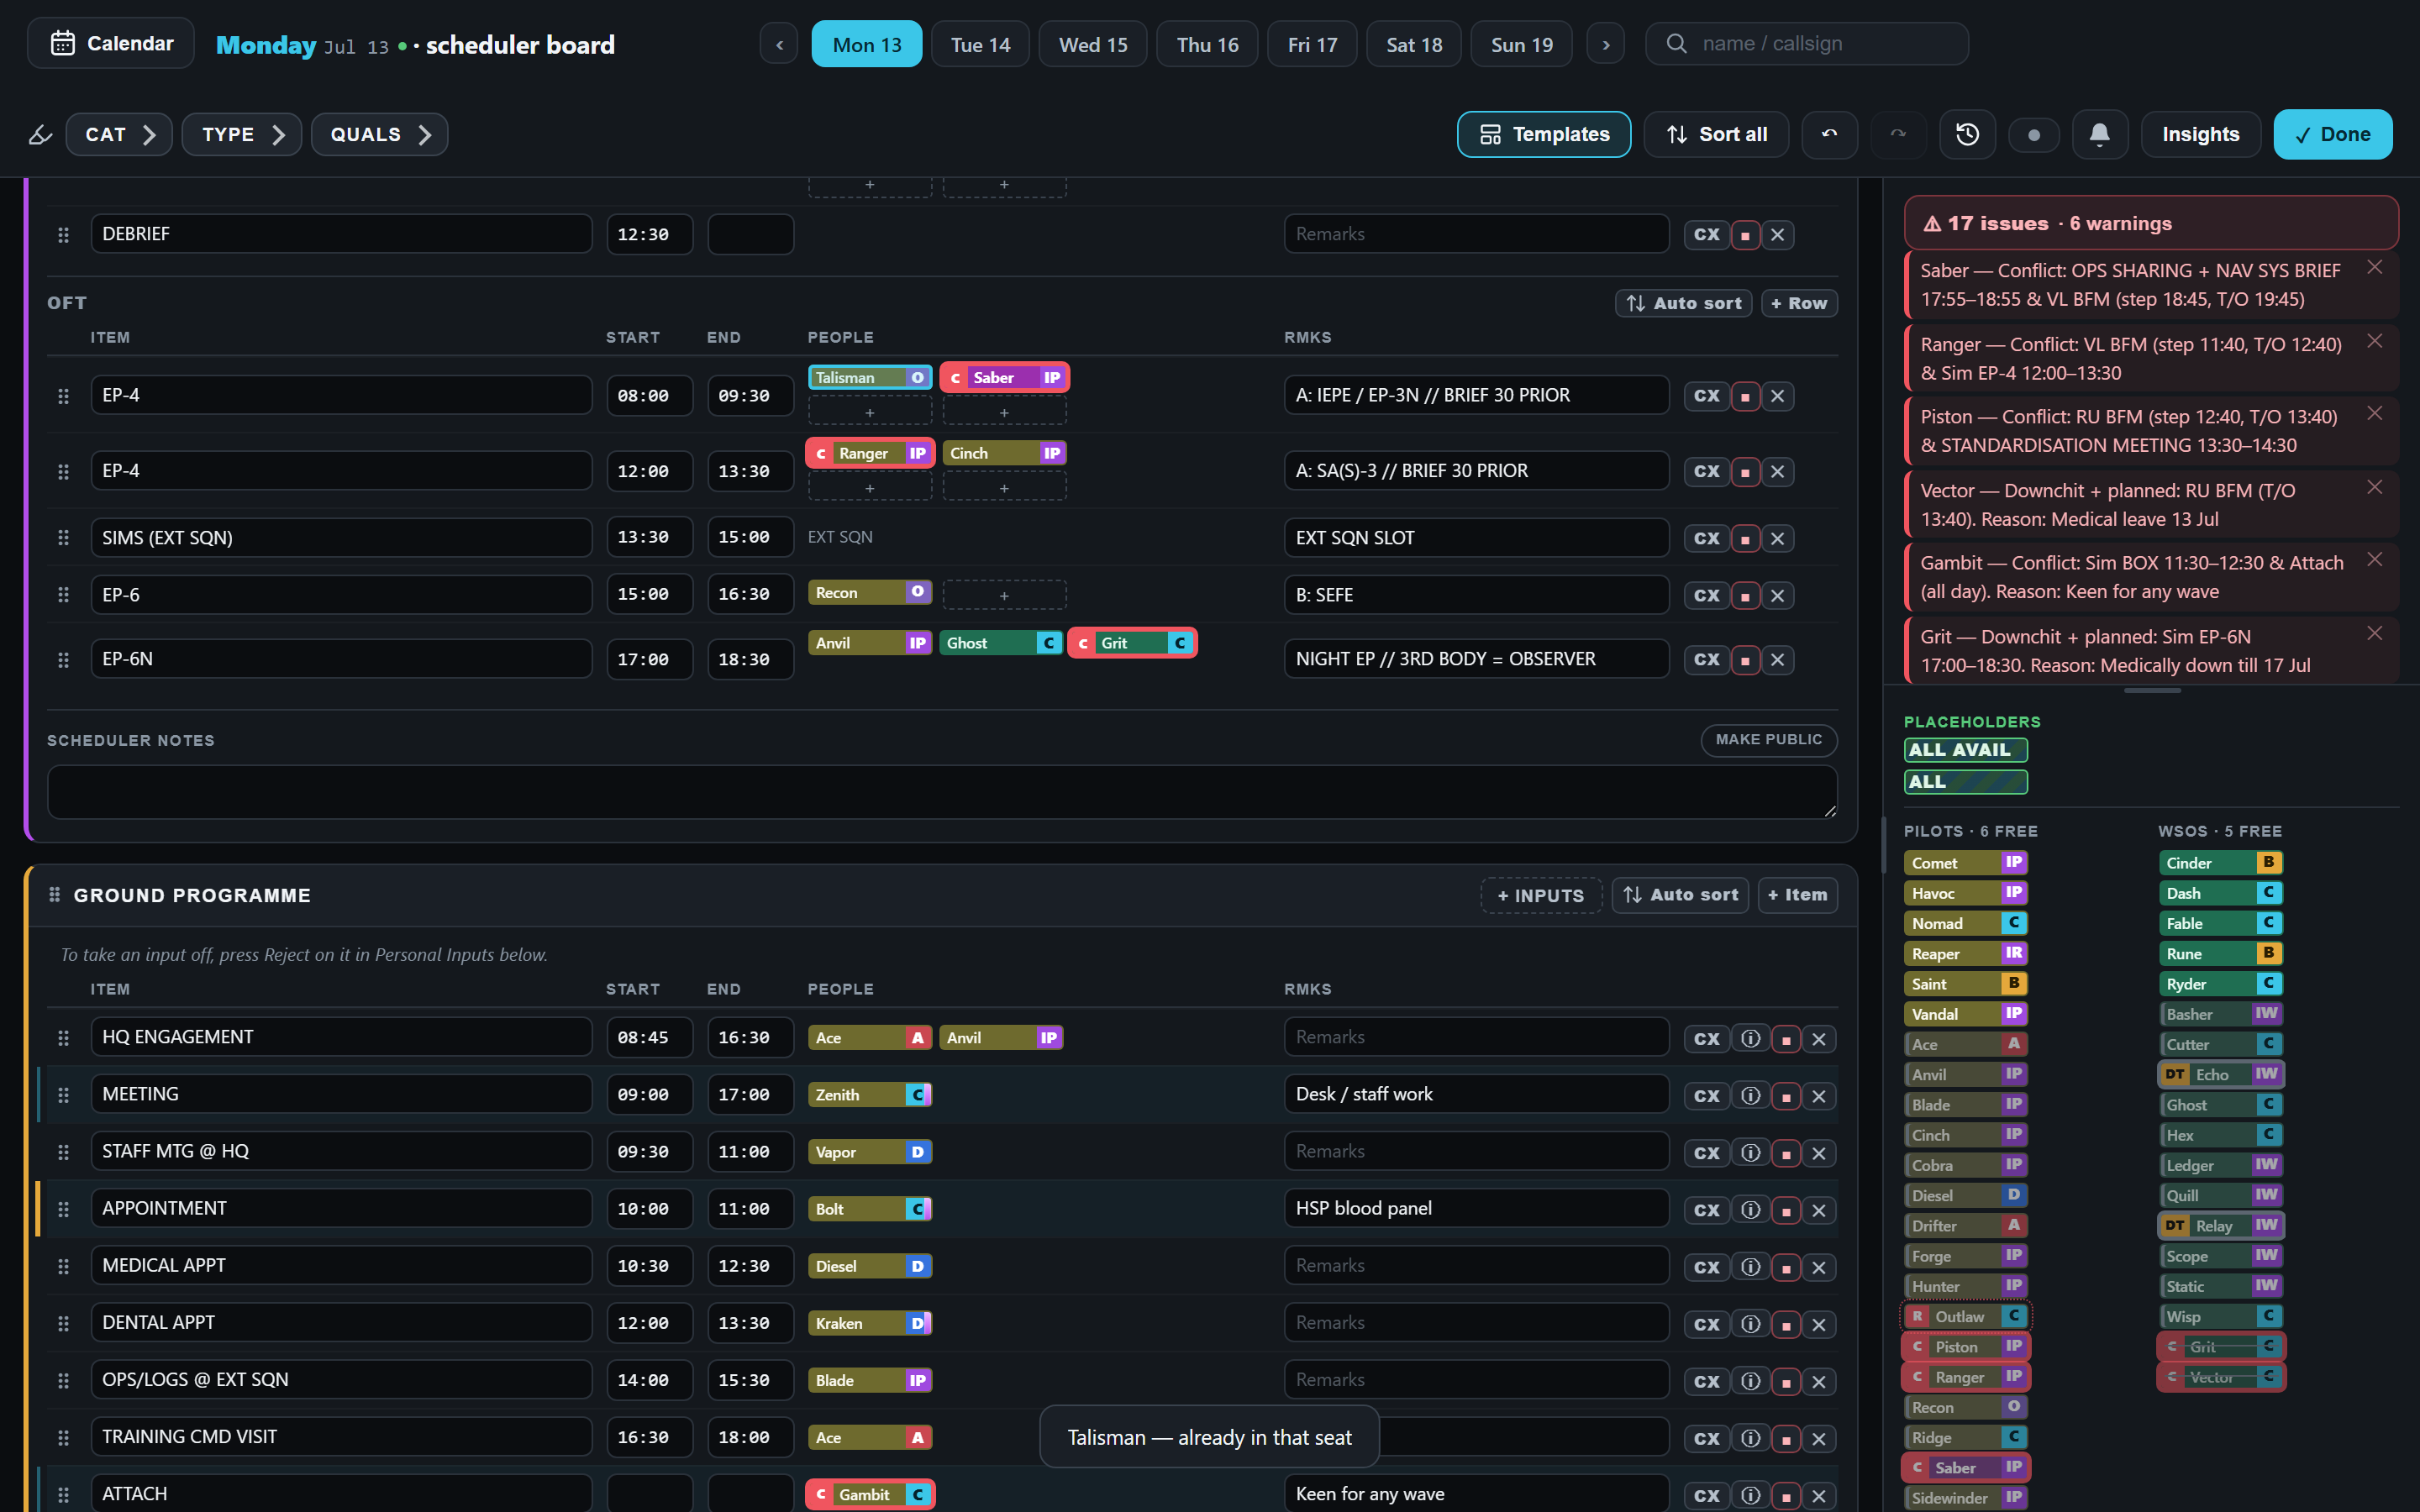 Calendar
Monday Jul 13 · scheduler board
‹ Mon 13 Tue 14 Wed 15 Thu 16 Fri 17 Sat 18 Sun 19 ›
name / callsign
CAT TYPE QUALS
Templates Sort all Insights ✓ Done
+ +
DEBRIEF 12:30 Remarks CX ✕
OFT Auto sort + Row
ITEM START END PEOPLE RMKS
EP-4 08:00 09:30 Talisman O C Saber IP A: IEPE / EP-3N // BRIEF 30 PRIOR CX ✕
+ +
EP-4 12:00 13:30 C Ranger IP Cinch IP A: SA(S)-3 // BRIEF 30 PRIOR CX ✕
+ +
SIMS (EXT SQN) 13:30 15:00 EXT SQN EXT SQN SLOT CX ✕
EP-6 15:00 16:30 Recon O + B: SEFE CX ✕
EP-6N 17:00 18:30 Anvil IP Ghost C C Grit C NIGHT EP // 3RD BODY = OBSERVER CX ✕
SCHEDULER NOTES MAKE PUBLIC
GROUND PROGRAMME + INPUTS Auto sort + Item
To take an input off, press Reject on it in Personal Inputs below.
ITEM START END PEOPLE RMKS
HQ ENGAGEMENT 08:45 16:30 Ace A Anvil IP Remarks CX ✕
MEETING 09:00 17:00 Zenith C Desk / staff work CX ✕
STAFF MTG @ HQ 09:30 11:00 Vapor D Remarks CX ✕
APPOINTMENT 10:00 11:00 Bolt C HSP blood panel CX ✕
MEDICAL APPT 10:30 12:30 Diesel D Remarks CX ✕
DENTAL APPT 12:00 13:30 Kraken D Remarks CX ✕
OPS/LOGS @ EXT SQN 14:00 15:30 Blade IP Remarks CX ✕
TRAINING CMD VISIT 16:30 18:00 Ace A CX ✕
Talisman — already in that seat
ATTACH C Gambit C Keen for any wave CX ✕
⚠ 17 issues · 6 warnings
Saber — Conflict: OPS SHARING + NAV SYS BRIEF
17:55–18:55 & VL BFM (step 18:45, T/O 19:45)
Ranger — Conflict: VL BFM (step 11:40, T/O 12:40)
& Sim EP-4 12:00–13:30
Piston — Conflict: RU BFM (step 12:40, T/O 13:40)
& STANDARDISATION MEETING 13:30–14:30
Vector — Downchit + planned: RU BFM (T/O
13:40). Reason: Medical leave 13 Jul
Gambit — Conflict: Sim BOX 11:30–12:30 & Attach
(all day). Reason: Keen for any wave
Grit — Downchit + planned: Sim EP-6N
17:00–18:30. Reason: Medically down till 17 Jul
PLACEHOLDERS
ALL AVAIL
ALL
PILOTS · 6 FREE
Comet IP
Havoc IP
Nomad C
Reaper IR
Saint B
Vandal IP
Ace A
Anvil IP
Blade IP
Cinch IP
Cobra IP
Diesel D
Drifter A
Forge IP
Hunter IP
R Outlaw C
C Piston IP
C Ranger IP
Recon O
Ridge C
C Saber IP
Sidewinder IP
WSOS · 5 FREE
Cinder B
Dash C
Fable C
Rune B
Ryder C
Basher IW
Cutter C
DT Echo IW
Ghost C
Hex C
Ledger IW
Quill IW
DT Relay IW
Scope IW
Static IW
Wisp C
C Grit C
C Vector C